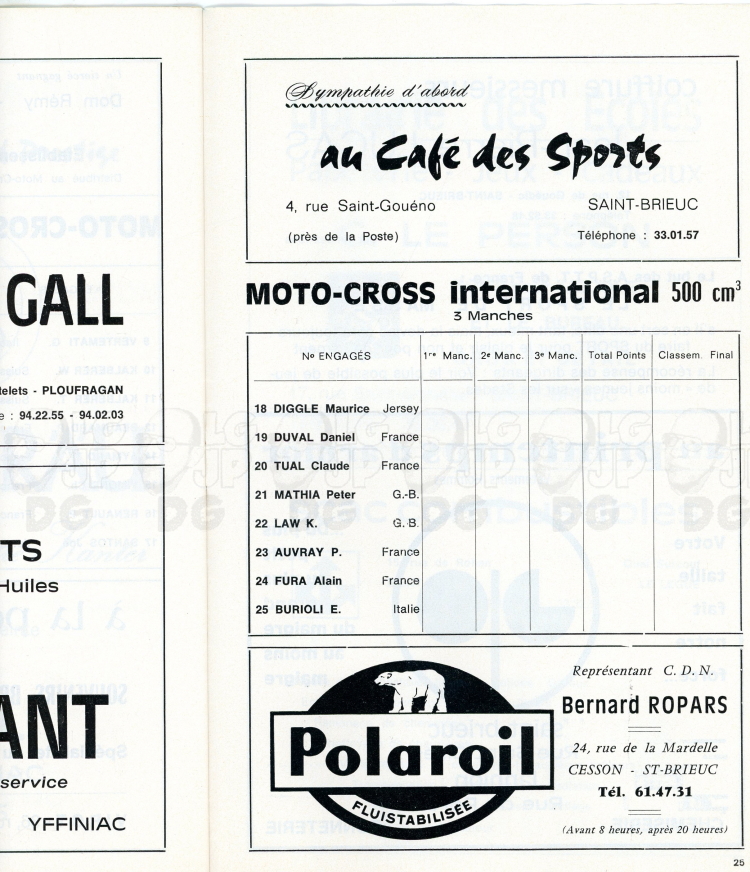 GALL
telets - PLOUFRAGAN
e : 94.22.55 - 94.02.03
TS
Huiles
ANT
service
YFFINIAC
Sympathie d'abord
au Café des Sports
4, rue Saint-Gouéno SAINT-BRIEUC
(près de la Poste) Téléphone : 33.01.57
MOTO-CROSS international 500 cm³
3 Manches
Nº ENGAGÉS 1re Manc. 2e Manc. 3e Manc. Total Points Classem. Final
18 DIGGLE Maurice Jersey
19 DUVAL Daniel France
20 TUAL Claude France
21 MATHIA Peter G.-B.
22 LAW K. G.-B.
23 AUVRAY P. France
24 FURA Alain France
25 BURIOLI E. Italie
Polaroil
FLUISTABILISÉE
Représentant C.D.N.
Bernard ROPARS
24, rue de la Mardelle
CESSON - ST-BRIEUC
Tél. 61.47.31
(Avant 8 heures, après 20 heures)
25